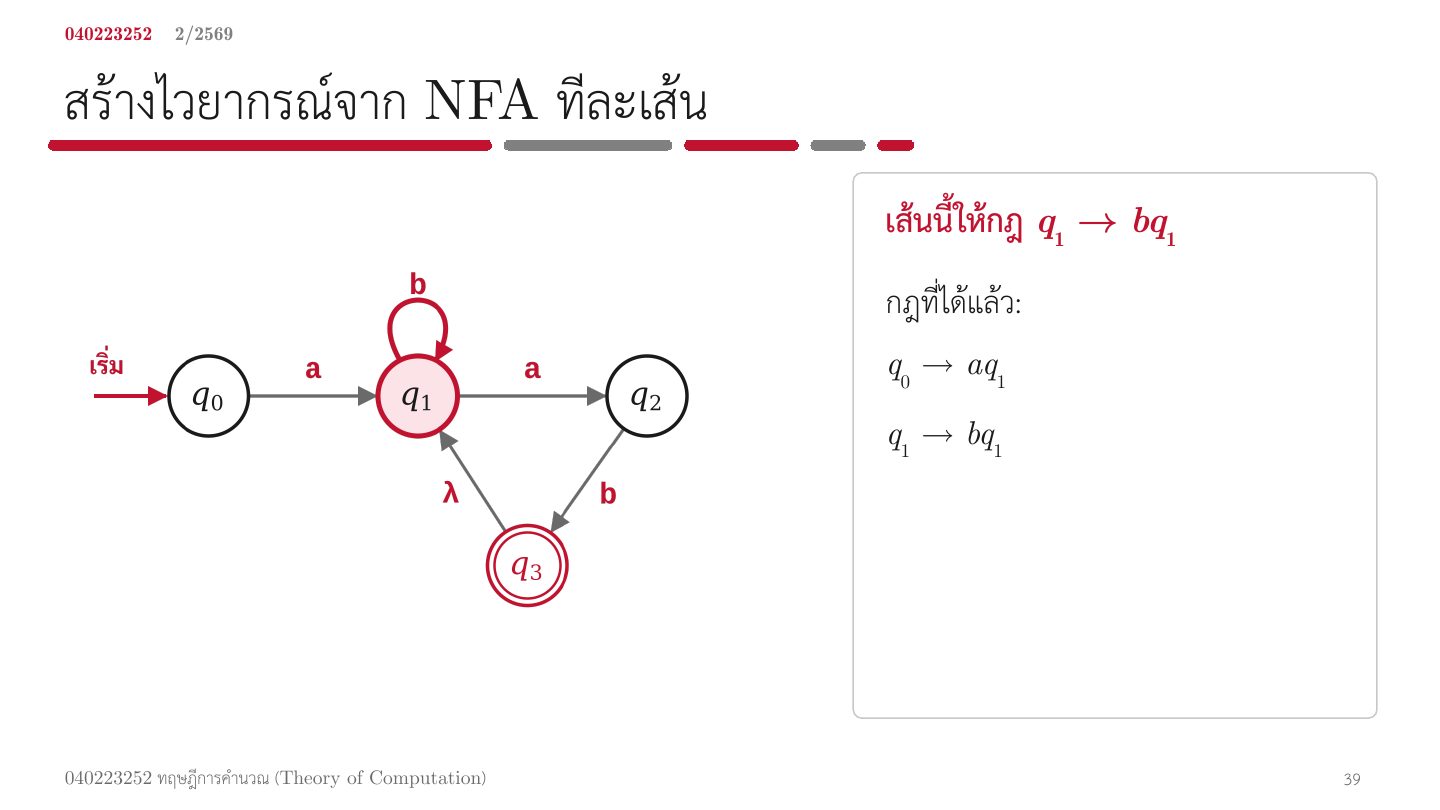 040223252 2/2569
สร้างไวยากรณ์จาก NFA ทีละเส้น
เส้นนี้ให้กฎ q₁ → bq₁
กฎที่ได้แล้ว:
q₀ → aq₁
q₁ → bq₁
b
เริ่ม
a
a
q₀
q₁
q₂
λ
b
q₃
040223252 ทฤษฎีการคำนวณ (Theory of Computation)
39